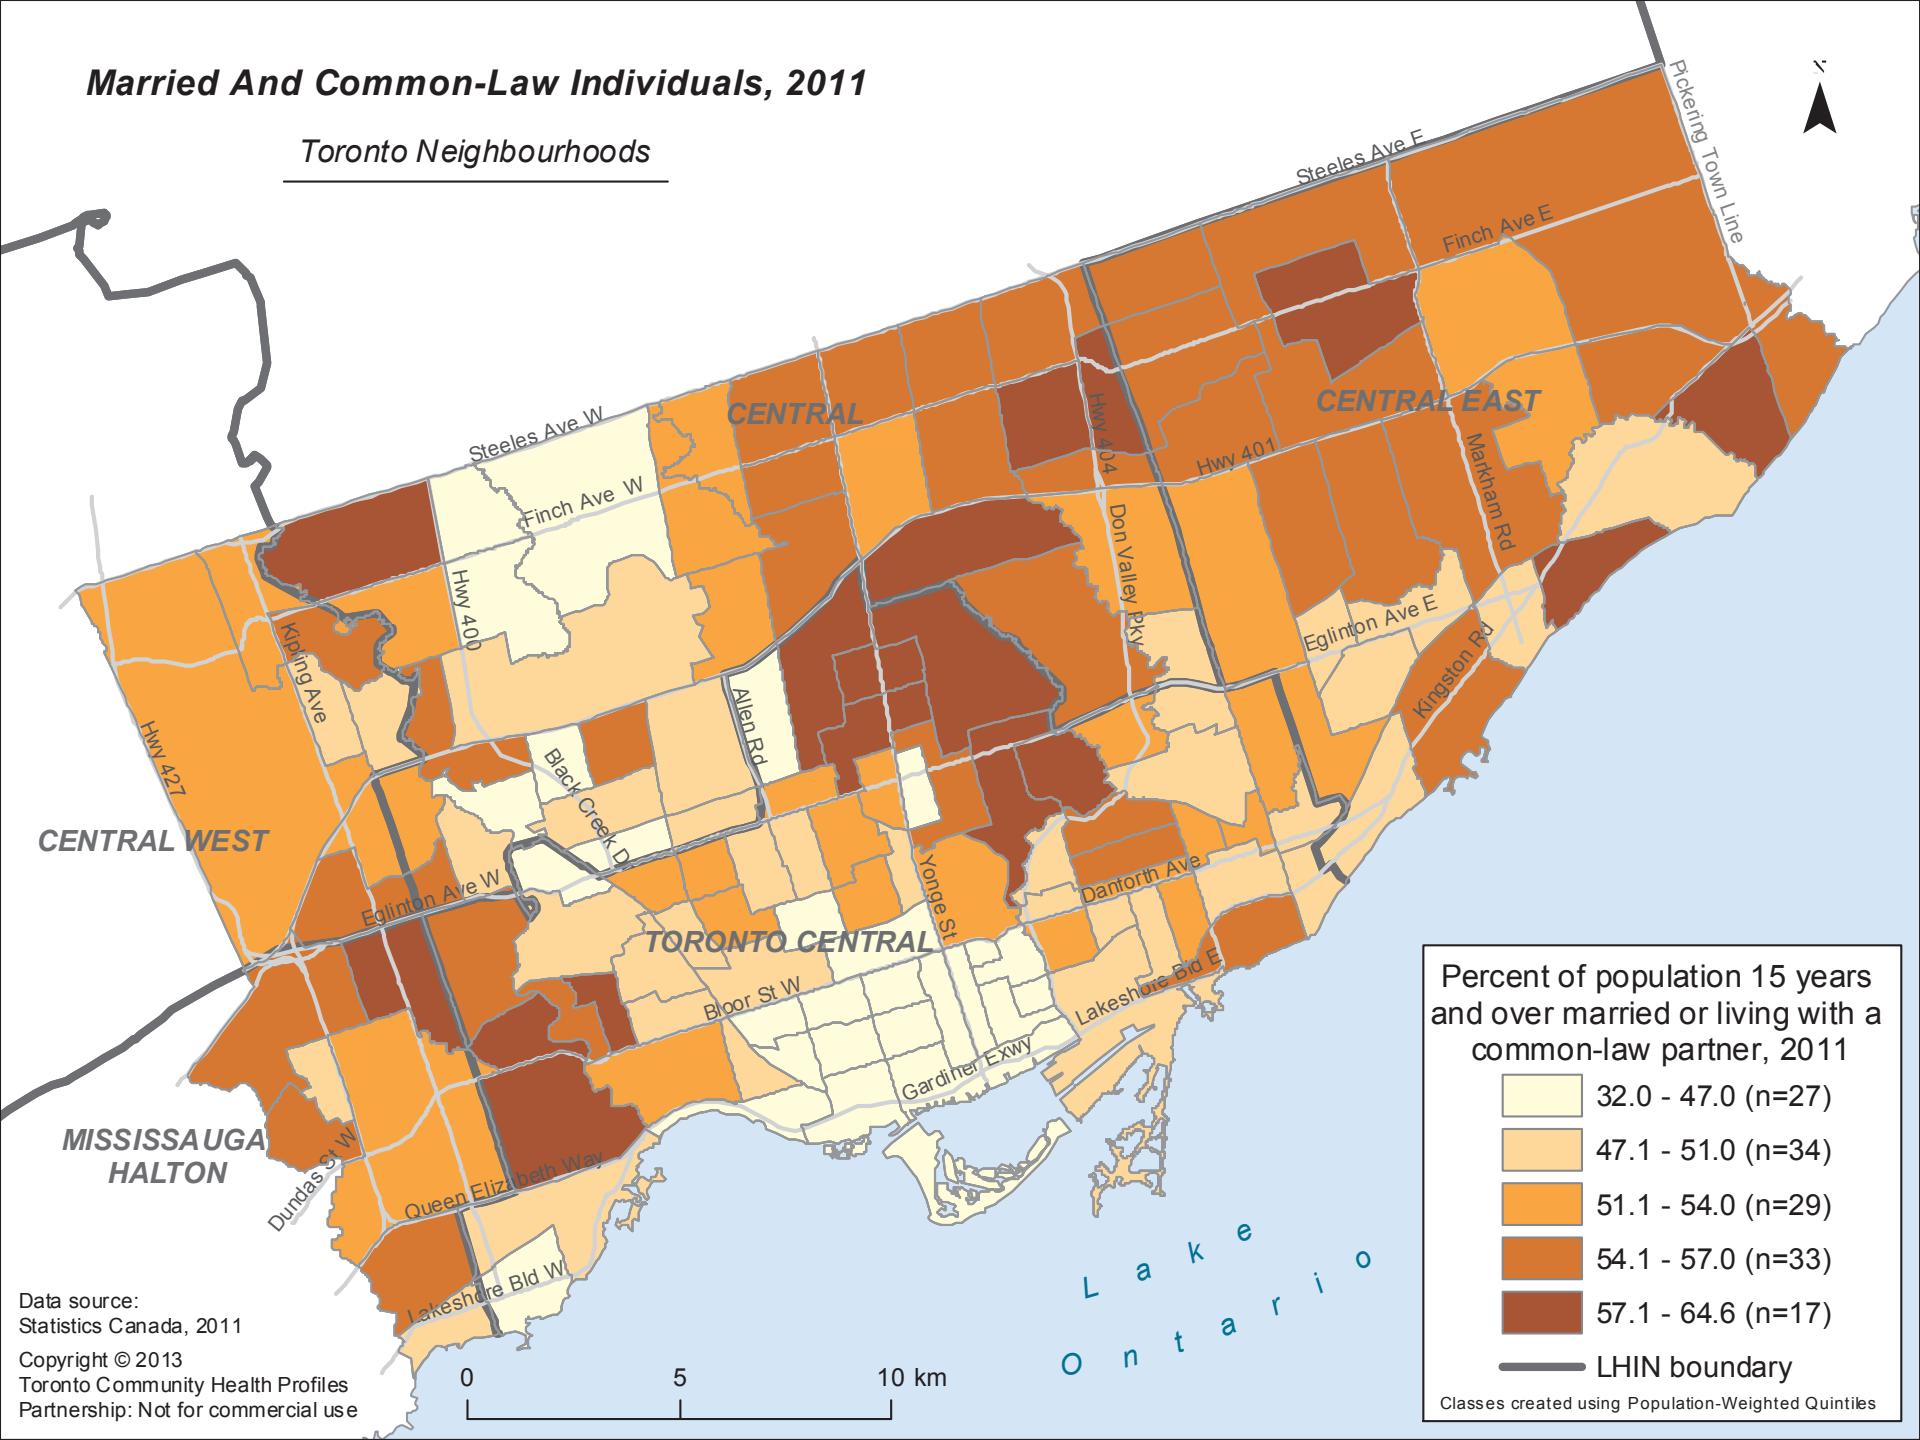 Married And Common-Law Individuals, 2011
Toronto Neighbourhoods
N
Pickering Town Line
Steeles Ave E
Finch Ave E
CENTRAL
CENTRAL EAST
Steeles Ave W
Finch Ave W
Hwy 404
Hwy 401
Markham Rd
Don Valley Pky
Hwy 400
Kipling Ave
Eglinton Ave E
Kingston Rd
Allen Rd
Hwy 427
Black Creek D
CENTRAL WEST
Eglinton Ave W
Yonge St
Danforth Ave
TORONTO CENTRAL
Bloor St W
Lakeshore Bld E
Gardiner Exwy
MISSISSAUGA
HALTON
Dundas St W
Queen Elizabeth Way
Lakeshore Bld W
Lake
Ontario
Percent of population 15 years
and over married or living with a
common-law partner, 2011
32.0 - 47.0 (n=27)
47.1 - 51.0 (n=34)
51.1 - 54.0 (n=29)
54.1 - 57.0 (n=33)
57.1 - 64.6 (n=17)
LHIN boundary
Classes created using Population-Weighted Quintiles
Data source:
Statistics Canada, 2011
Copyright © 2013
Toronto Community Health Profiles
Partnership: Not for commercial use
0 5 10 km